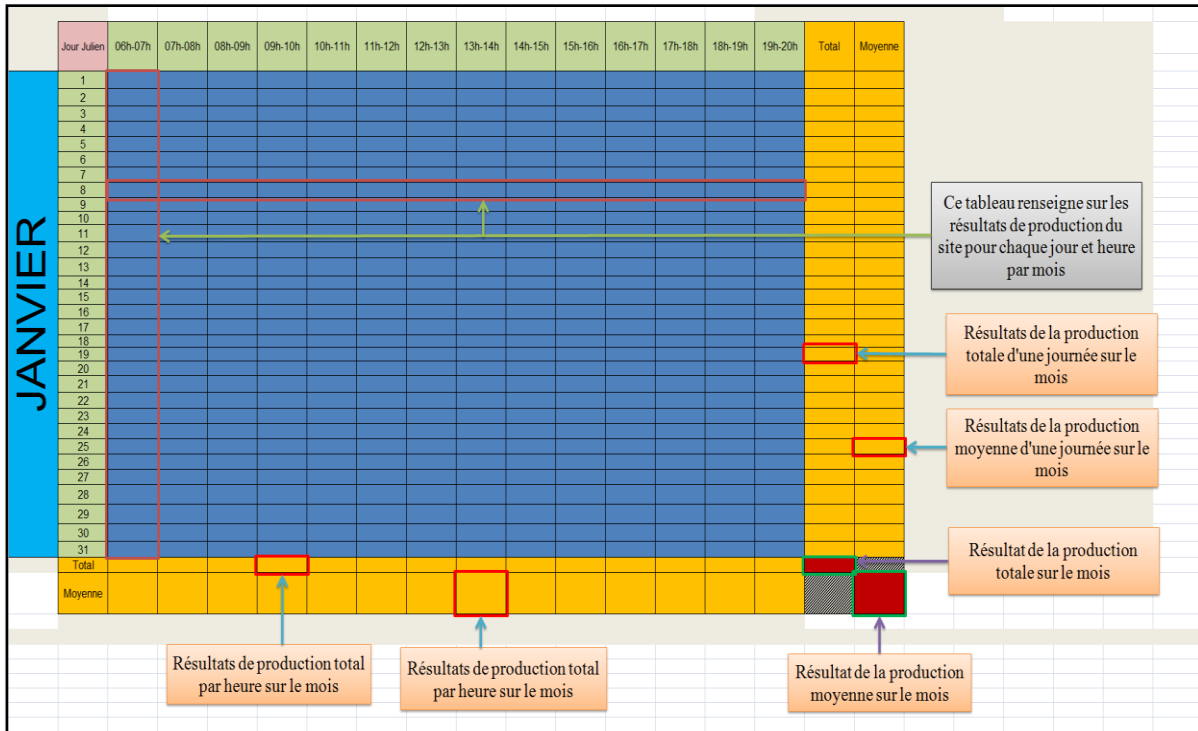 Jour Julien 06h-07h 07h-08h 08h-09h 09h-10h 10h-11h 11h-12h 12h-13h 13h-14h 14h-15h 15h-16h 16h-17h 17h-18h 18h-19h 19h-20h Total Moyenne
JANVIER
1
2
3
4
5
6
7
8
9
10
11
12
13
14
15
16
17
18
19
20
21
22
23
24
25
26
27
28
29
30
31
Total
Moyenne
Ce tableau renseigne sur les
résultats de production du
site pour chaque jour et heure
par mois
Résultats de la production
totale d'une journée sur le
mois
Résultats de la production
moyenne d'une journée sur le
mois
Résultat de la production
totale sur le mois
Résultats de production total
par heure sur le mois
Résultats de production total
par heure sur le mois
Résultat de la production
moyenne sur le mois